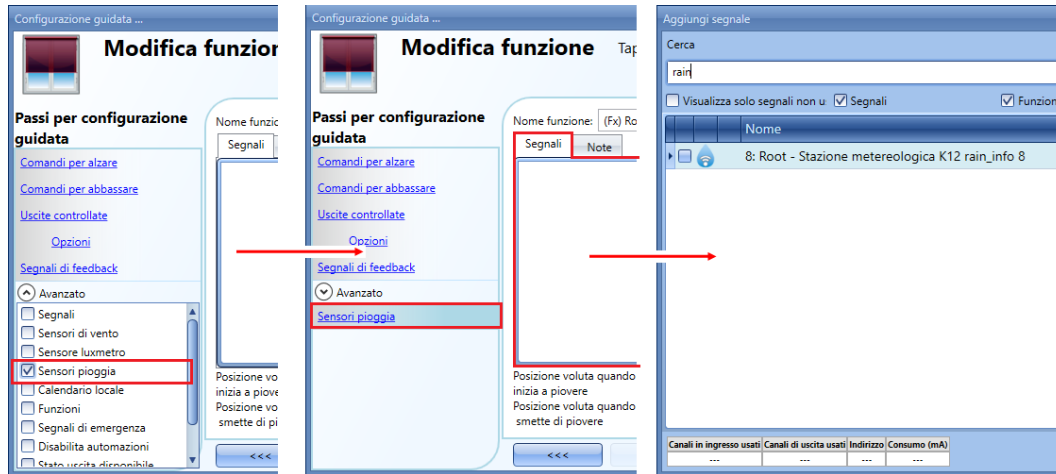 Configurazione guidata ...
Modifica funzion
Passi per configurazione
guidata
Comandi per alzare
Comandi per abbassare
Uscite controllate
Opzioni
Segnali di feedback
Avanzato
Segnali
Sensori di vento
Sensore luxmetro
Sensori pioggia
Calendario locale
Funzioni
Segnali di emergenza
Disabilita automazioni
Stato uscita disponibile
Nome funzio
Segnali
Posizione vo
inizia a piove
Posizione vo
smette di pi
<<<
Configurazione guidata ...
Modifica funzione Tap
Passi per configurazione
guidata
Comandi per alzare
Comandi per abbassare
Uscite controllate
Opzioni
Segnali di feedback
Avanzato
Sensori pioggia
Nome funzione: (Fx) Ro
Segnali Note
Posizione voluta quando
inizia a piovere
Posizione voluta quando
smette di piovere
<<<
Aggiungi segnale
Cerca
rain
Visualizza solo segnali non u Segnali Funzion
Nome
8: Root - Stazione metereologica K12 rain_info 8
Canali in ingresso usati Canali di uscita usati Indirizzo Consumo (mA)
--- --- --- ---